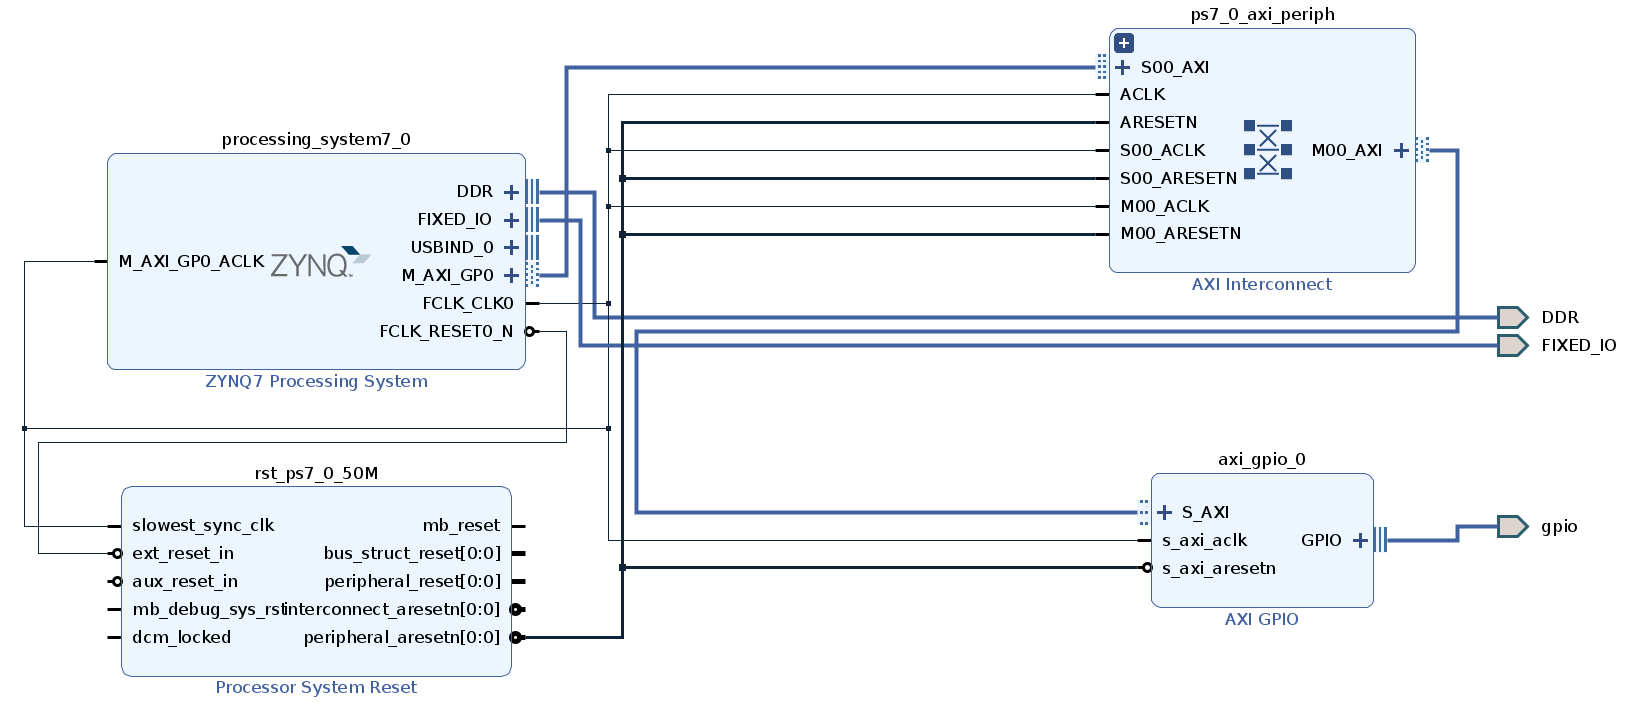 ps7_0_axi_periph
S00_AXI
ACLK
ARESETN
S00_ACLK
M00_AXI
S00_ARESETN
M00_ACLK
M00_ARESETN
AXI Interconnect
processing_system7_0
DDR
FIXED_IO
USBIND_0
M_AXI_GP0_ACLK
ZYNQ
M_AXI_GP0
FCLK_CLK0
FCLK_RESET0_N
ZYNQ7 Processing System
DDR
FIXED_IO
rst_ps7_0_50M
slowest_sync_clk
mb_reset
ext_reset_in
bus_struct_reset[0:0]
aux_reset_in
peripheral_reset[0:0]
mb_debug_sys_rst
interconnect_aresetn[0:0]
dcm_locked
peripheral_aresetn[0:0]
Processor System Reset
axi_gpio_0
S_AXI
s_axi_aclk
GPIO
s_axi_aresetn
AXI GPIO
gpio